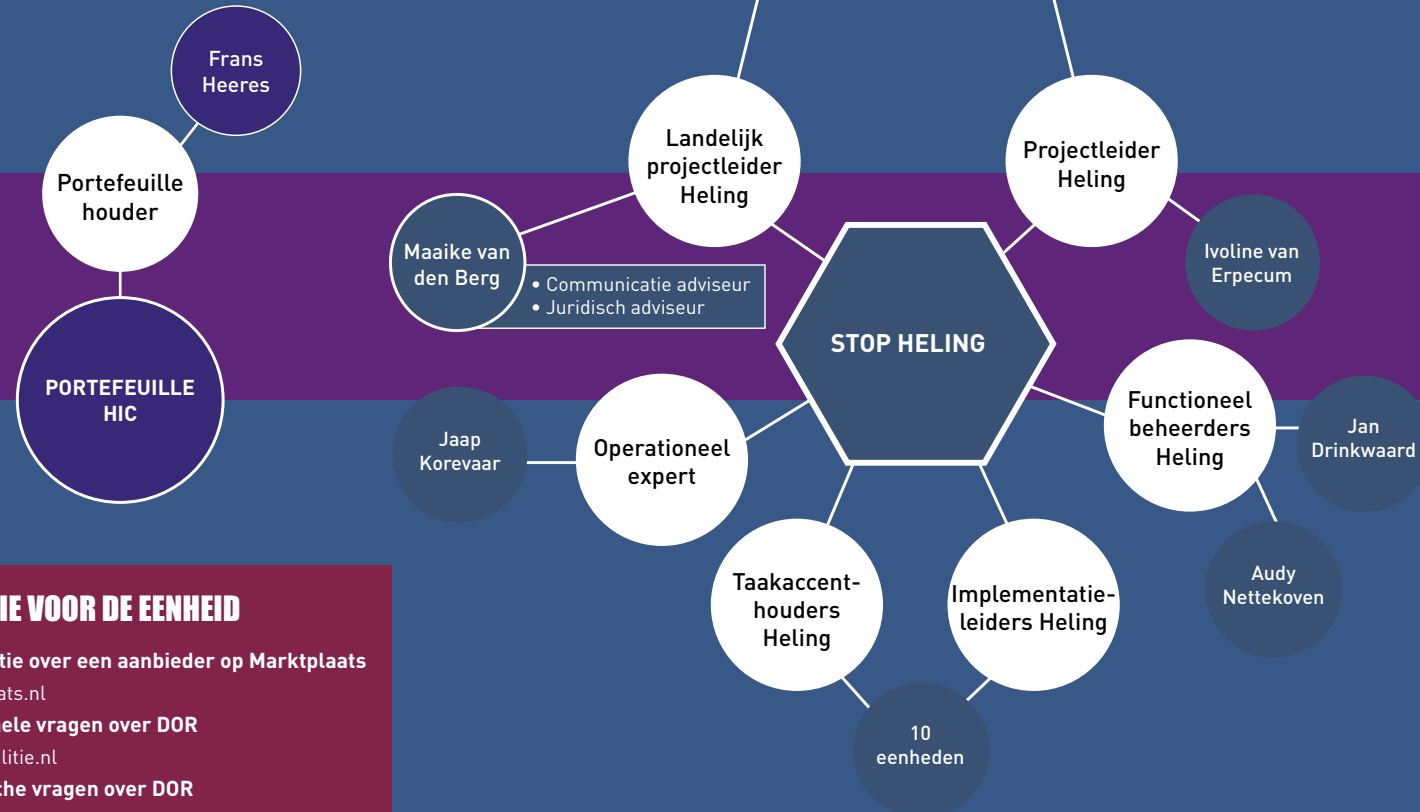 Frans
Heeres
Portefeuille
houder
PORTEFEUILLE
HIC
Landelijk
projectleider
Heling
Projectleider
Heling
Maaike van
den Berg
• Communicatie adviseur
• Juridisch adviseur
Ivoline van
Erpecum
STOP HELING
Jaap
Korevaar
Operationeel
expert
Functioneel
beheerders
Heling
Jan
Drinkwaard
Audy
Nettekoven
Taakaccent-
houders
Heling
Implementatie-
leiders Heling
10
eenheden
IE VOOR DE EENHEID
tie over een aanbieder op Marktplaats
ats.nl
ele vragen over DOR
litie.nl
che vragen over DOR